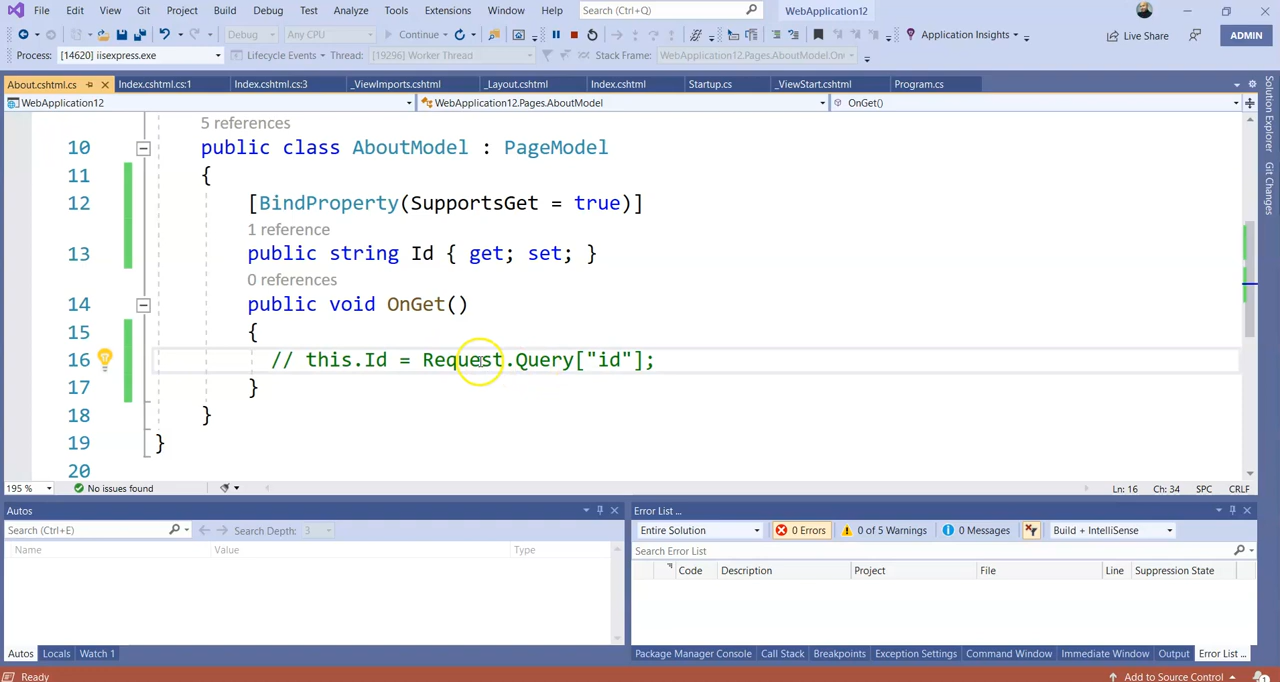 File Edit View Git Project Build Debug Test Analyze Tools Extensions Window Help Search (Ctrl+Q) WebApplication12
Debug Any CPU Continue Application Insights Live Share ADMIN
Process: [14620] iisexpress.exe Lifecycle Events Thread: [19296] Worker Thread Stack Frame: WebApplication12.Pages.AboutModel.On
About.cshtml.cs Index.cshtml.cs:1 Index.cshtml.cs:3 _ViewImports.cshtml _Layout.cshtml Index.cshtml Startup.cs _ViewStart.cshtml Program.cs
WebApplication12 WebApplication12.Pages.AboutModel OnGet()
5 references
10 public class AboutModel : PageModel
11 {
12 [BindProperty(SupportsGet = true)]
1 reference
13 public string Id { get; set; }
0 references
14 public void OnGet()
15 {
16 // this.Id = Request.Query["id"];
17 }
18 }
19 }
20
195 % No issues found Ln: 16 Ch: 34 SPC CRLF
Solution Explorer
Git Changes
Autos
Search (Ctrl+E) Search Depth: 3
Name Value Type
Autos Locals Watch 1
Error List ...
Entire Solution 0 Errors 0 of 5 Warnings 0 Messages Build + IntelliSense
Search Error List
Code Description Project File Line Suppression State
Package Manager Console Call Stack Breakpoints Exception Settings Command Window Immediate Window Output Error List ...
Ready Add to Source Control 1